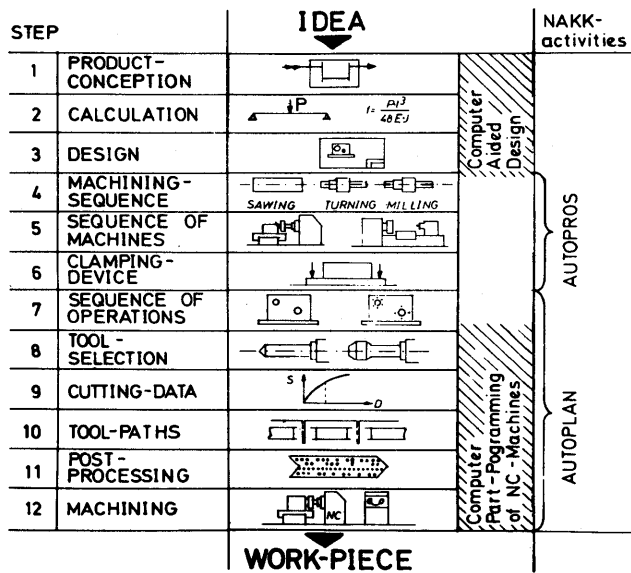 STEP
IDEA
NAKK-
activities
1 PRODUCT-
CONCEPTION
2 CALCULATION
P
f = Pl³
48E·J
3 DESIGN
Computer
Aided
Design
4 MACHINING-
SEQUENCE
SAWING TURNING MILLING
5 SEQUENCE OF
MACHINES
6 CLAMPING-
DEVICE
AUTOPROS
7 SEQUENCE OF
OPERATIONS
8 TOOL-
SELECTION
9 CUTTING-DATA
S
D
10 TOOL-PATHS
11 POST-
PROCESSING
12 MACHINING
NC
Computer
Part-Pogramming
of NC-Machines
AUTOPLAN
WORK-PIECE